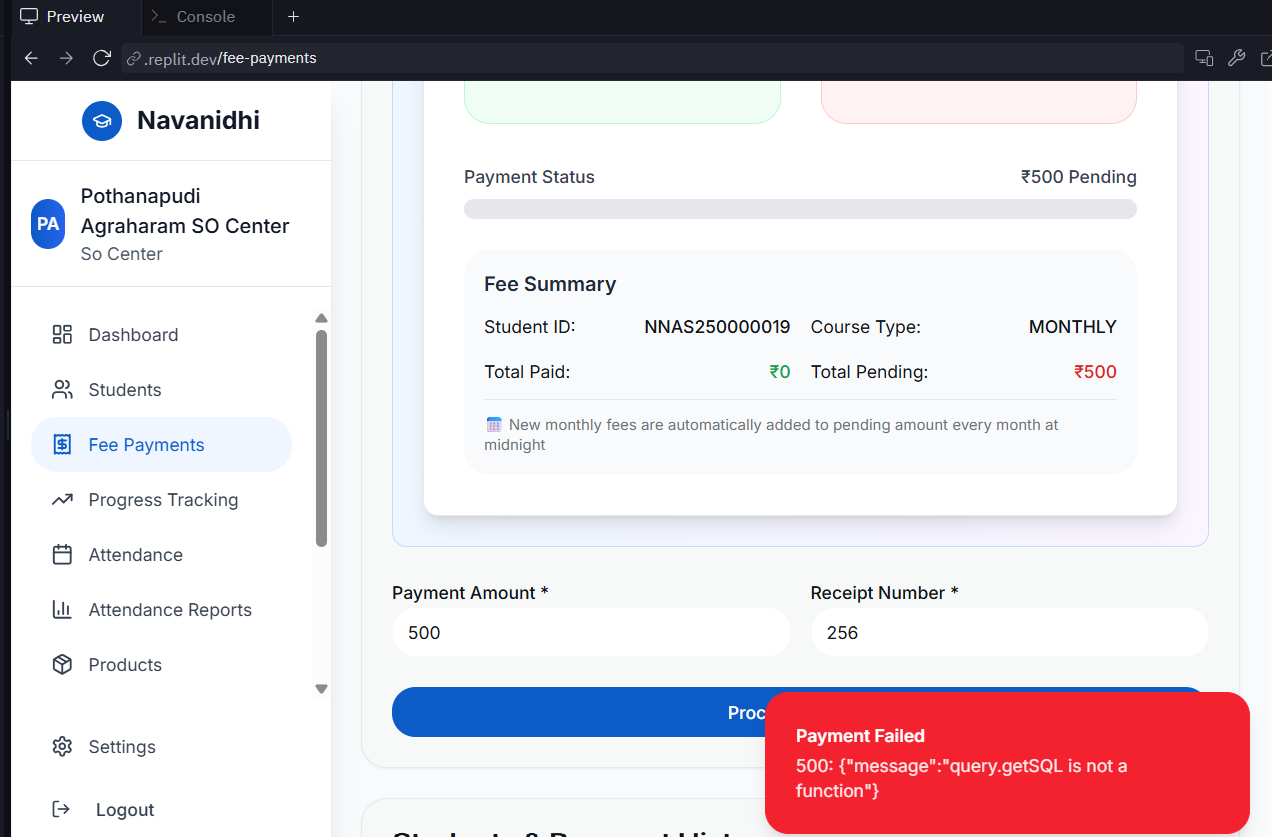 Preview
Console
.replit.dev/fee-payments
Navanidhi
PA
Pothanapudi
Agraharam SO Center
So Center
Dashboard
Students
Fee Payments
Progress Tracking
Attendance
Attendance Reports
Products
Settings
Logout
Payment Status
₹500 Pending
Fee Summary
Student ID: NNAS250000019 Course Type: MONTHLY
Total Paid: ₹0 Total Pending: ₹500
New monthly fees are automatically added to pending amount every month at
midnight
Payment Amount *
Receipt Number *
500
256
Payment Failed
500: {"message":"query.getSQL is not a
function"}